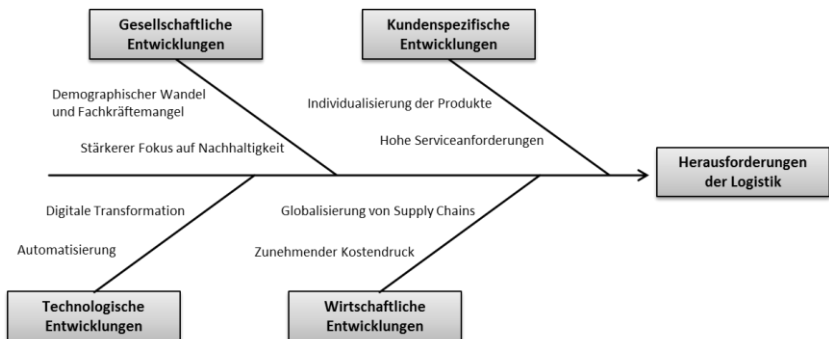 Gesellschaftliche
Entwicklungen
Kundenspezifische
Entwicklungen
Demographischer Wandel
und Fachkräftemangel
Individualisierung der Produkte
Stärkerer Fokus auf Nachhaltigkeit
Hohe Serviceanforderungen
Herausforderungen
der Logistik
Digitale Transformation
Globalisierung von Supply Chains
Automatisierung
Zunehmender Kostendruck
Technologische
Entwicklungen
Wirtschaftliche
Entwicklungen